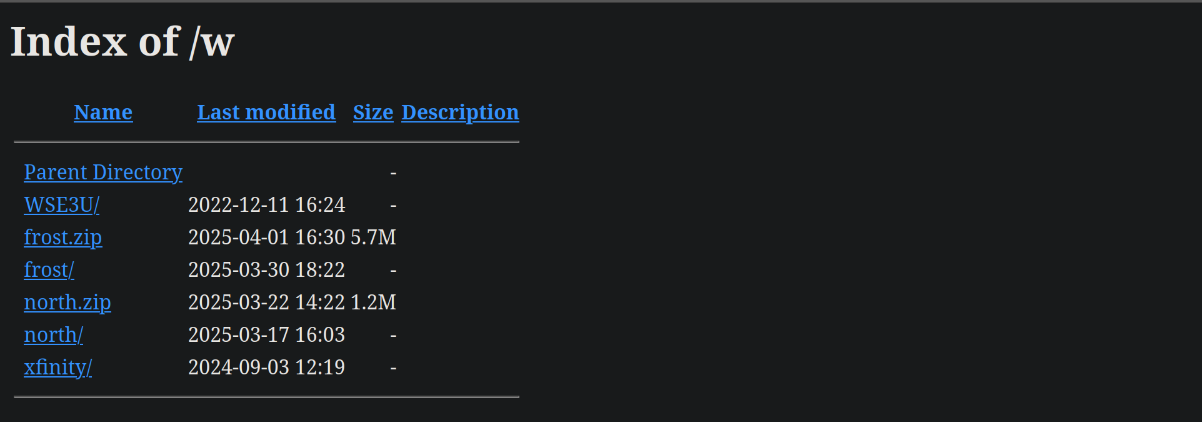 Index of /w
Name Last modified Size Description
Parent Directory -
WSE3U/ 2022-12-11 16:24 -
frost.zip 2025-04-01 16:30 5.7M
frost/ 2025-03-30 18:22 -
north.zip 2025-03-22 14:22 1.2M
north/ 2025-03-17 16:03 -
xfinity/ 2024-09-03 12:19 -